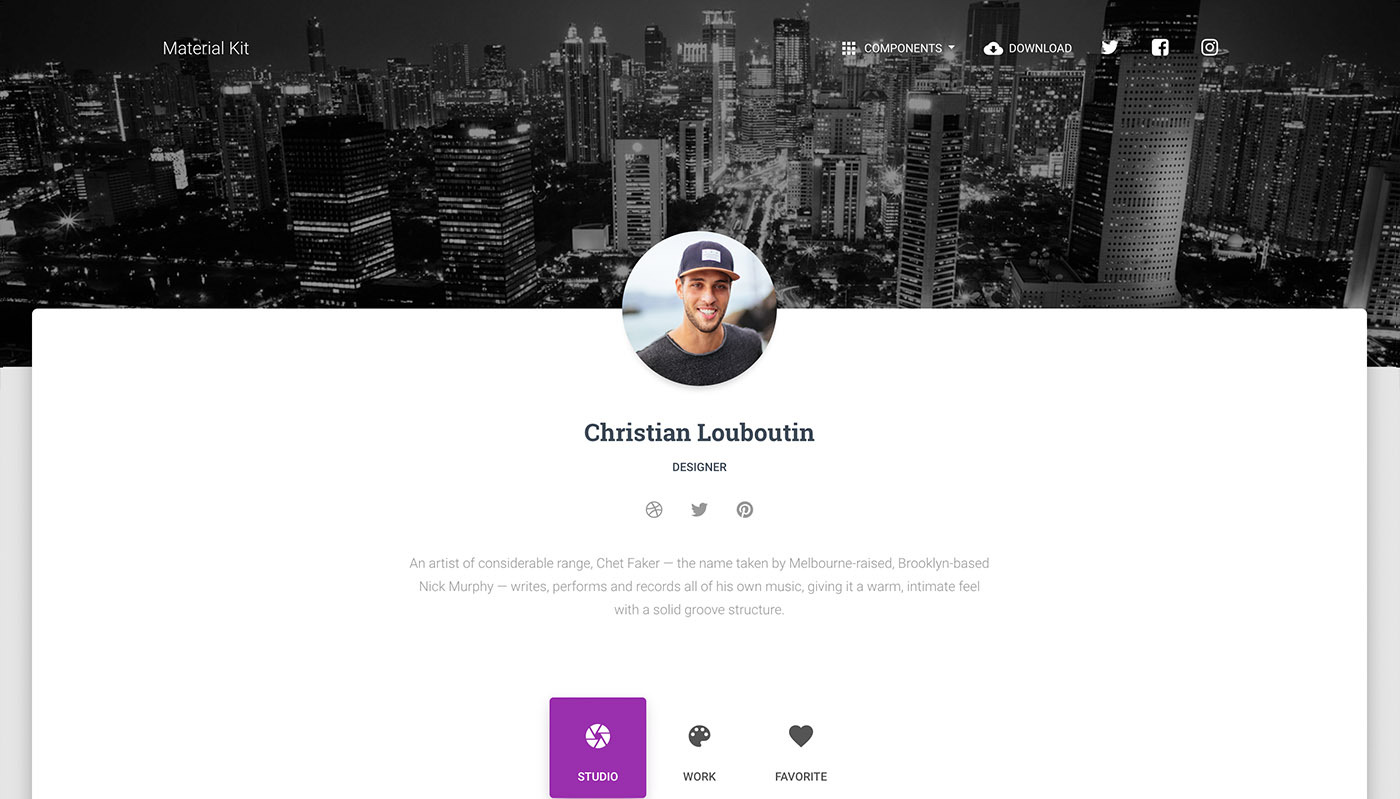 Material Kit
COMPONENTS
DOWNLOAD
Christian Louboutin
DESIGNER
An artist of considerable range, Chet Faker — the name taken by Melbourne-raised, Brooklyn-based
Nick Murphy — writes, performs and records all of his own music, giving it a warm, intimate feel
with a solid groove structure.
STUDIO
WORK
FAVORITE